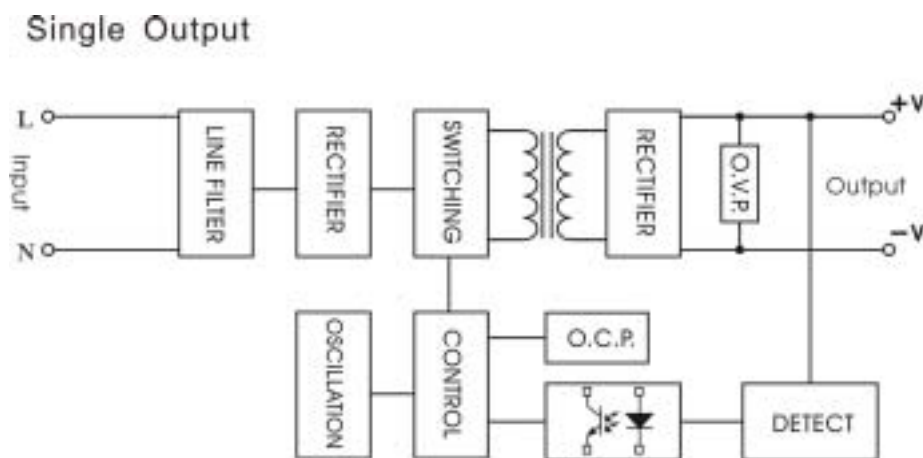 Single Output
L
Input
N
LINE FILTER
RECTIFIER
SWITCHING
RECTIFIER
O.V.P.
+V
Output
−V
OSCILLATION
CONTROL
O.C.P.
DETECT